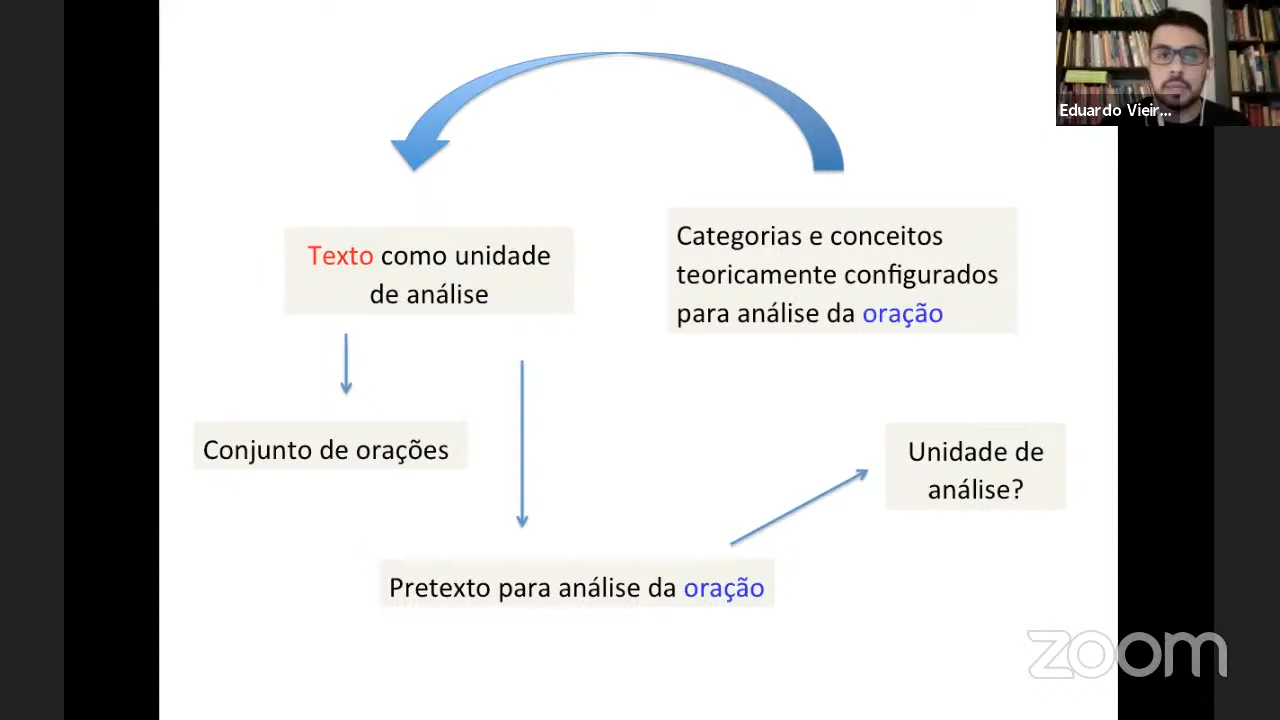 Eduardo Vieir...
Texto como unidade
de análise
Categorias e conceitos
teoricamente configurados
para análise da oração
Conjunto de orações
Unidade de
análise?
Pretexto para análise da oração
zoom